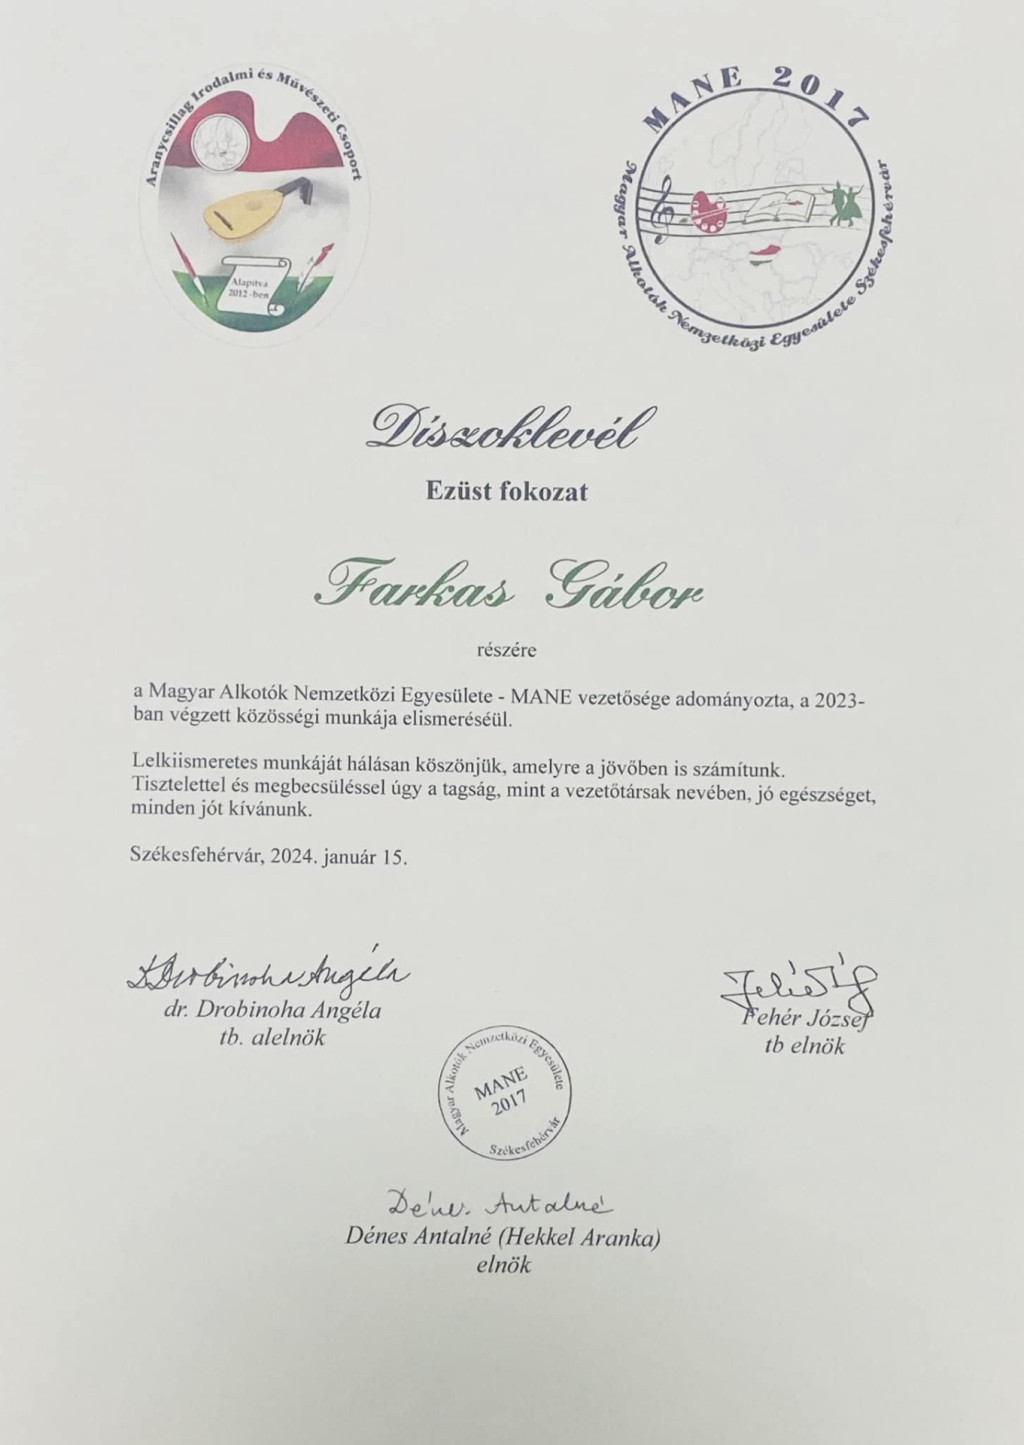 Aranycsillag Irodalmi és Művészeti Csoport
Alapítva
2012-ben
MANE 2017
Magyar Alkotók Nemzetközi Egyesülete Székesfehérvár
Díszoklevél
Ezüst fokozat
Farkas Gábor
részére
a Magyar Alkotók Nemzetközi Egyesülete - MANE vezetősége adományozta, a 2023-
ban végzett közösségi munkája elismeréséül.
Lelkiismeretes munkáját hálásan köszönjük, amelyre a jövőben is számítunk.
Tisztelettel és megbecsüléssel úgy a tagság, mint a vezetőtársak nevében, jó egészséget,
minden jót kívánunk.
Székesfehérvár, 2024. január 15.
Drobinoha Angéla
dr. Drobinoha Angéla
tb. alelnök
Fehér József
tb elnök
Magyar Alkotók Nemzetközi Egyesülete
MANE
2017
Székesfehérvár
Dénes Antalné
Dénes Antalné (Hekkel Aranka)
elnök